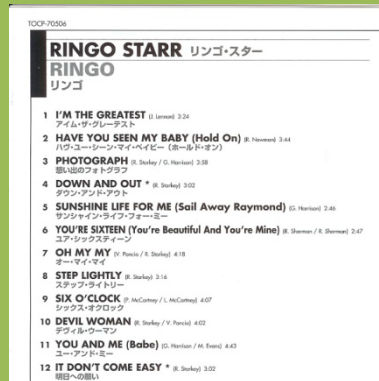 TOCP-70506
RINGO STARR リンゴ・スター
RINGO
リンゴ
1 I'M THE GREATEST (J. Lennon) 3:24
アイム・ザ・グレーテスト
2 HAVE YOU SEEN MY BABY (Hold On) (R. Newman) 3:44
ハヴ・ユー・シーン・マイ・ベイビー（ホールド・オン）
3 PHOTOGRAPH (R. Starkey / G. Harrison) 3:58
想い出のフォトグラフ
4 DOWN AND OUT * (R. Starkey) 3:02
ダウン・アンド・アウト
5 SUNSHINE LIFE FOR ME (Sail Away Raymond) (G. Harrison) 2:46
サンシャイン・ライフ・フォー・ミー
6 YOU'RE SIXTEEN (You're Beautiful And You're Mine) (R. Sherman / R. Sherman) 2:47
ユア・シックスティーン
7 OH MY MY (V. Poncia / R. Starkey) 4:18
オー・マイ・マイ
8 STEP LIGHTLY (R. Starkey) 3:16
ステップ・ライトリー
9 SIX O'CLOCK (P. McCartney / L. McCartney) 4:07
シックス・オクロック
10 DEVIL WOMAN (R. Starkey / V. Poncia) 4:02
デヴィル・ウーマン
11 YOU AND ME (Babe) (G. Harrison / M. Evans) 4:43
ユー・アンド・ミー
12 IT DON'T COME EASY * (R. Starkey) 3:02
明日への願い